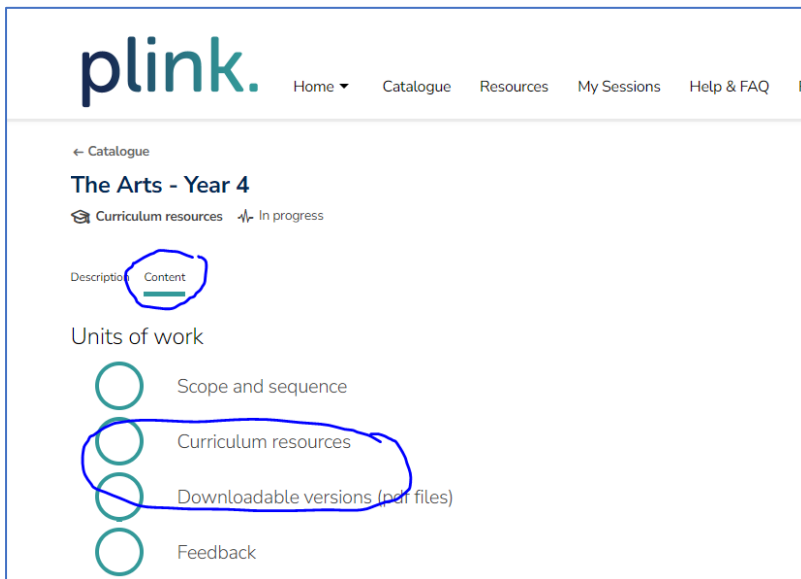 plink.
Home Catalogue Resources My Sessions Help & FAQ
← Catalogue
The Arts - Year 4
Curriculum resources In progress
Description Content
Units of work
Scope and sequence
Curriculum resources
Downloadable versions (pdf files)
Feedback